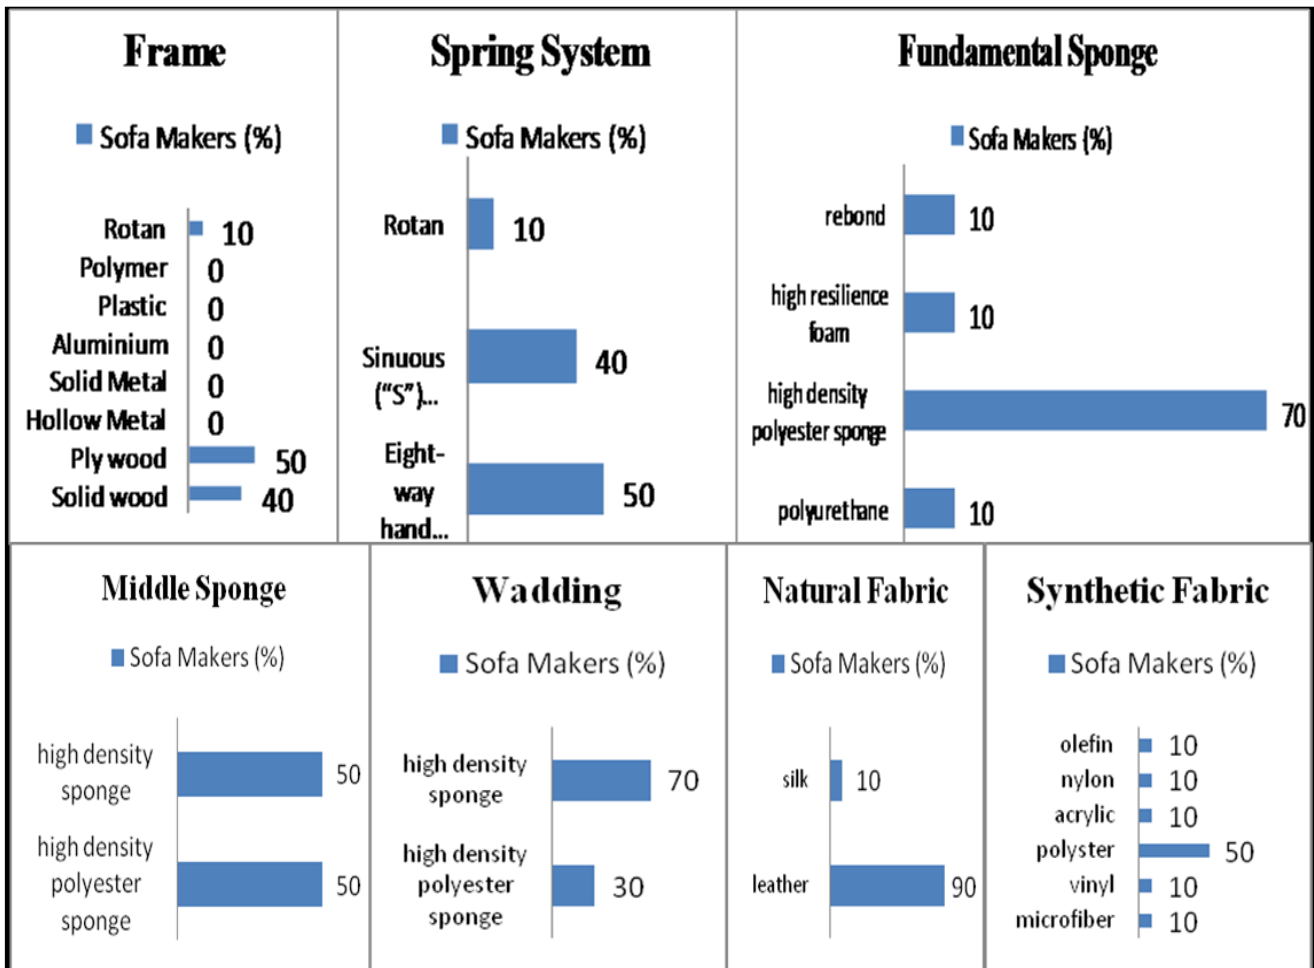 Frame
Sofa Makers (%)
Rotan 10
Polymer 0
Plastic 0
Aluminium 0
Solid Metal 0
Hollow Metal 0
Ply wood 50
Solid wood 40
Spring System
Sofa Makers (%)
Rotan 10
Sinuous
("S")...
40
Eight-
way
hand...
50
Fundamental Sponge
Sofa Makers (%)
rebond 10
high resilience
foam
10
high density
polyester sponge
70
polyurethane 10
Middle Sponge
Sofa Makers (%)
high density
sponge
50
high density
polyester
sponge
50
Wadding
Sofa Makers (%)
high density
sponge
70
high density
polyester
sponge
30
Natural Fabric
Sofa Makers (%)
silk 10
leather 90
Synthetic Fabric
Sofa Makers (%)
olefin 10
nylon 10
acrylic 10
polyster 50
vinyl 10
microfiber 10